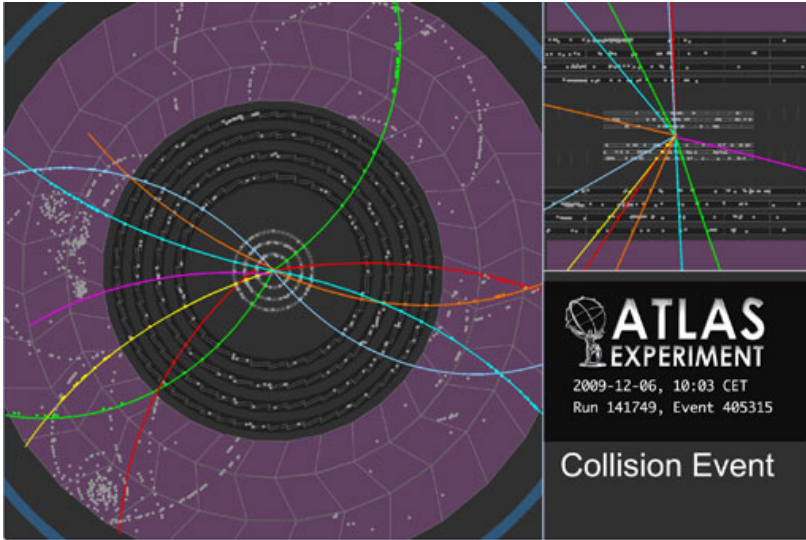 ATLAS
EXPERIMENT
2009-12-06, 10:03 CET
Run 141749, Event 405315
Collision Event